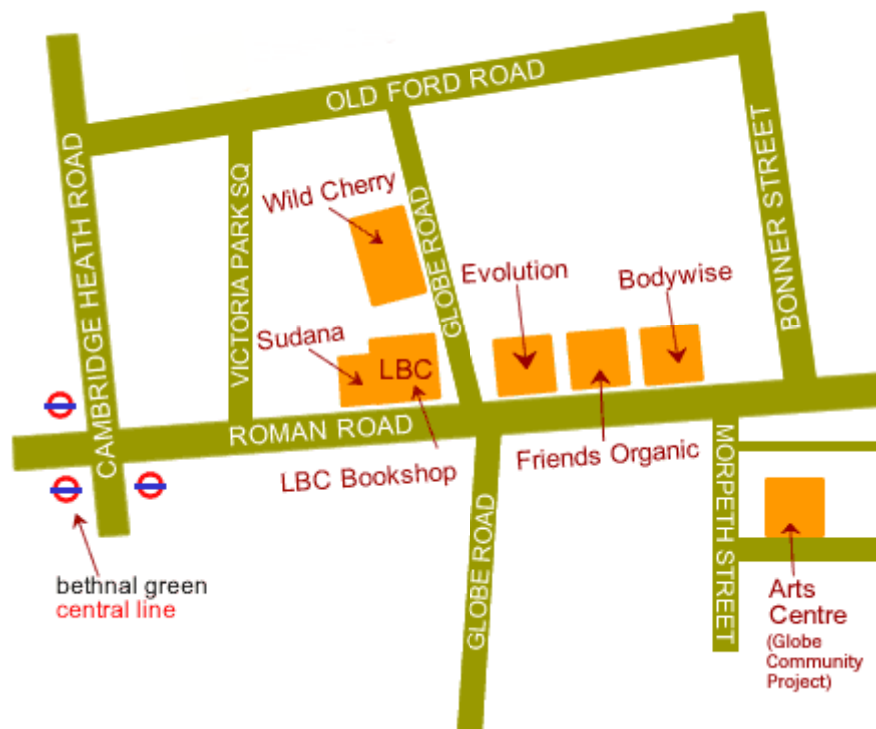 OLD FORD ROAD
CAMBRIDGE HEATH ROAD
VICTORIA PARK SQ
Wild Cherry
GLOBE ROAD
BONNER STREET
Evolution
Bodywise
Sudana
LBC
ROMAN ROAD
LBC Bookshop
Friends Organic
MORPETH STREET
GLOBE ROAD
bethnal green
central line
Arts
Centre
(Globe
Community
Project)